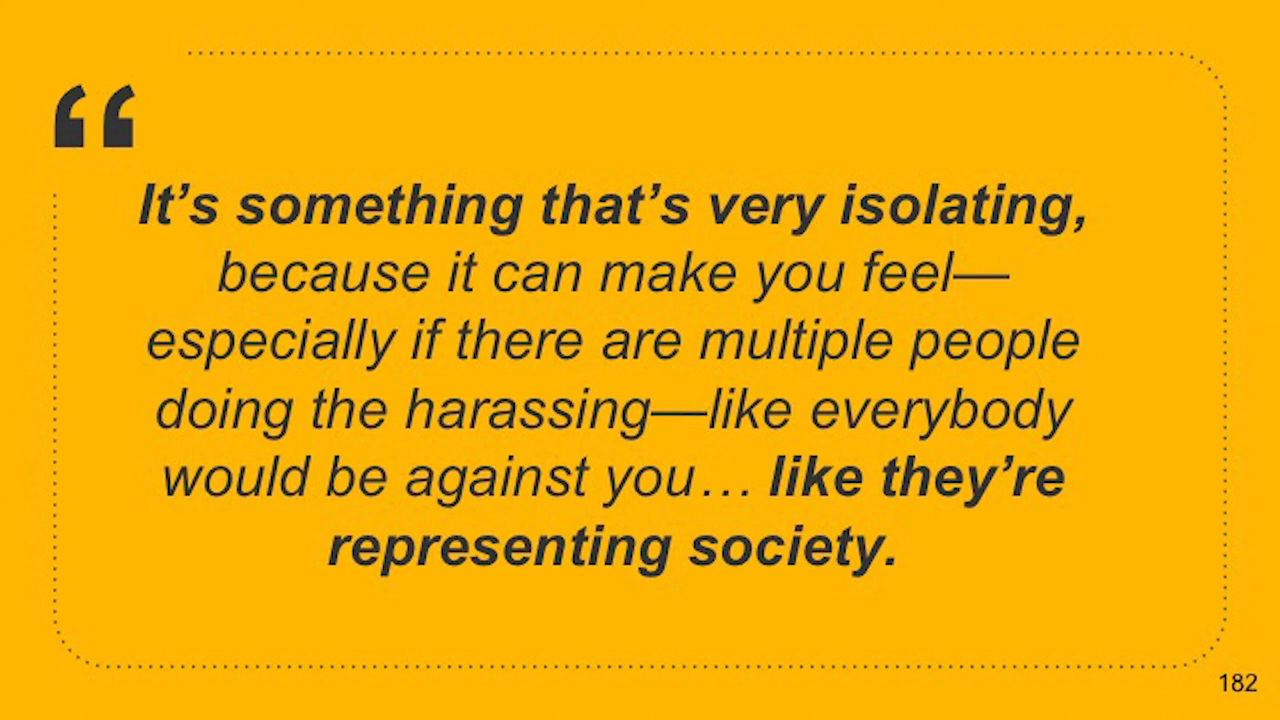 “
It’s something that’s very isolating,
because it can make you feel—
especially if there are multiple people
doing the harassing—like everybody
would be against you… like they’re
representing society.
182